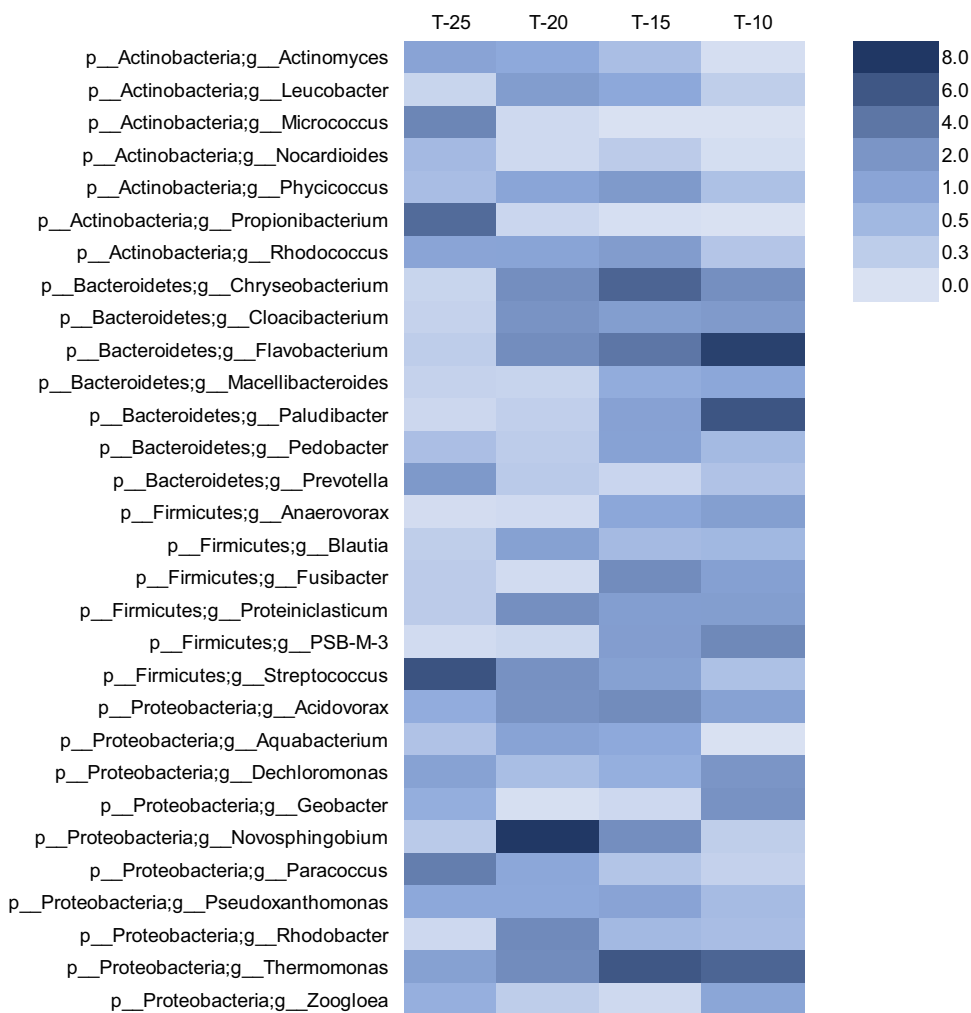 T-25 T-20 T-15 T-10
p__Actinobacteria;g__Actinomyces
p__Actinobacteria;g__Leucobacter
p__Actinobacteria;g__Micrococcus
p__Actinobacteria;g__Nocardioides
p__Actinobacteria;g__Phycicoccus
p__Actinobacteria;g__Propionibacterium
p__Actinobacteria;g__Rhodococcus
p__Bacteroidetes;g__Chryseobacterium
p__Bacteroidetes;g__Cloacibacterium
p__Bacteroidetes;g__Flavobacterium
p__Bacteroidetes;g__Macellibacteroides
p__Bacteroidetes;g__Paludibacter
p__Bacteroidetes;g__Pedobacter
p__Bacteroidetes;g__Prevotella
p__Firmicutes;g__Anaerovorax
p__Firmicutes;g__Blautia
p__Firmicutes;g__Fusibacter
p__Firmicutes;g__Proteiniclasticum
p__Firmicutes;g__PSB-M-3
p__Firmicutes;g__Streptococcus
p__Proteobacteria;g__Acidovorax
p__Proteobacteria;g__Aquabacterium
p__Proteobacteria;g__Dechloromonas
p__Proteobacteria;g__Geobacter
p__Proteobacteria;g__Novosphingobium
p__Proteobacteria;g__Paracoccus
p__Proteobacteria;g__Pseudoxanthomonas
p__Proteobacteria;g__Rhodobacter
p__Proteobacteria;g__Thermomonas
p__Proteobacteria;g__Zoogloea
8.0
6.0
4.0
2.0
1.0
0.5
0.3
0.0